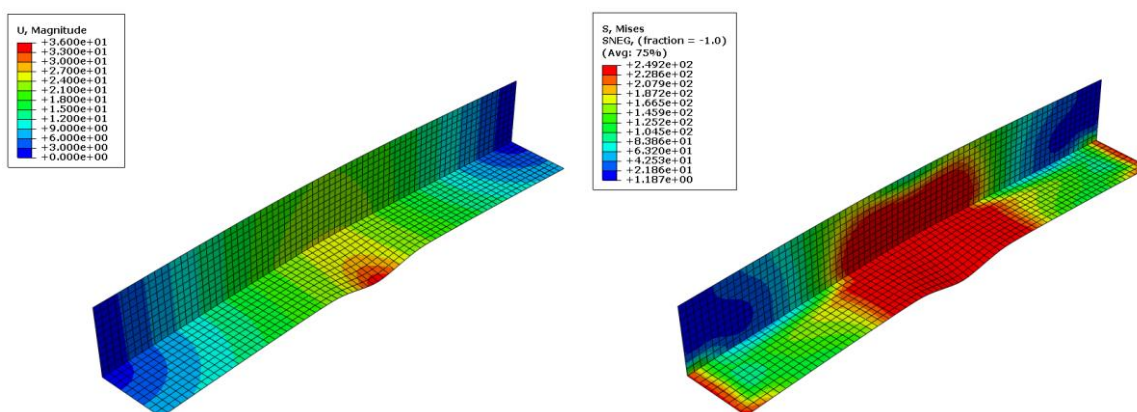 U, Magnitude
+3.600e+01
+3.300e+01
+3.000e+01
+2.700e+01
+2.400e+01
+2.100e+01
+1.800e+01
+1.500e+01
+1.200e+01
+9.000e+00
+6.000e+00
+3.000e+00
+0.000e+00
S, Mises
SNEG, (fraction = -1.0)
(Avg: 75%)
+2.492e+02
+2.286e+02
+2.079e+02
+1.872e+02
+1.665e+02
+1.459e+02
+1.252e+02
+1.045e+02
+8.386e+01
+6.320e+01
+4.253e+01
+2.186e+01
+1.187e+00